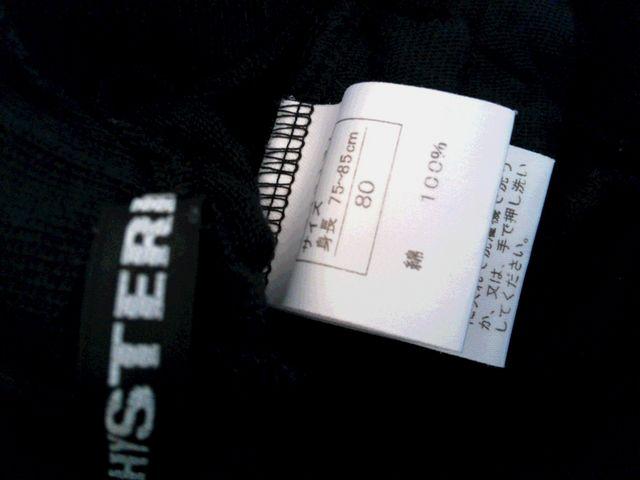 サイズ
身長 75~85cm
80
綿 100%
か、又は、手で押し洗い
してください。
HYSTERI